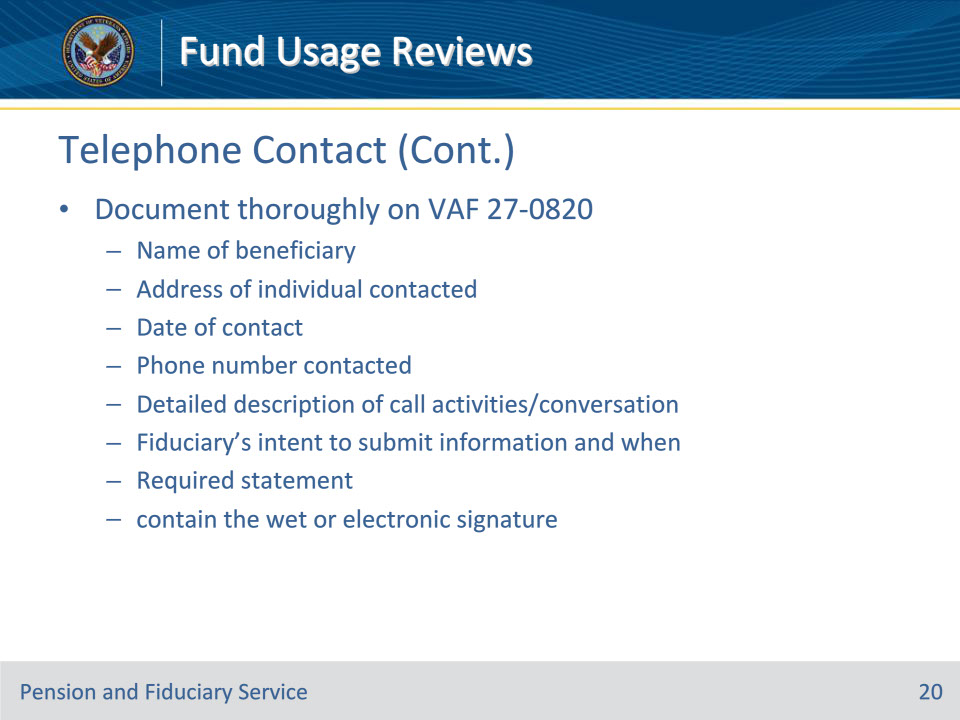 Fund Usage Reviews
Telephone Contact (Cont.)
• Document thoroughly on VAF 27-0820
– Name of beneficiary
– Address of individual contacted
– Date of contact
– Phone number contacted
– Detailed description of call activities/conversation
– Fiduciary’s intent to submit information and when
– Required statement
– contain the wet or electronic signature
Pension and Fiduciary Service
20